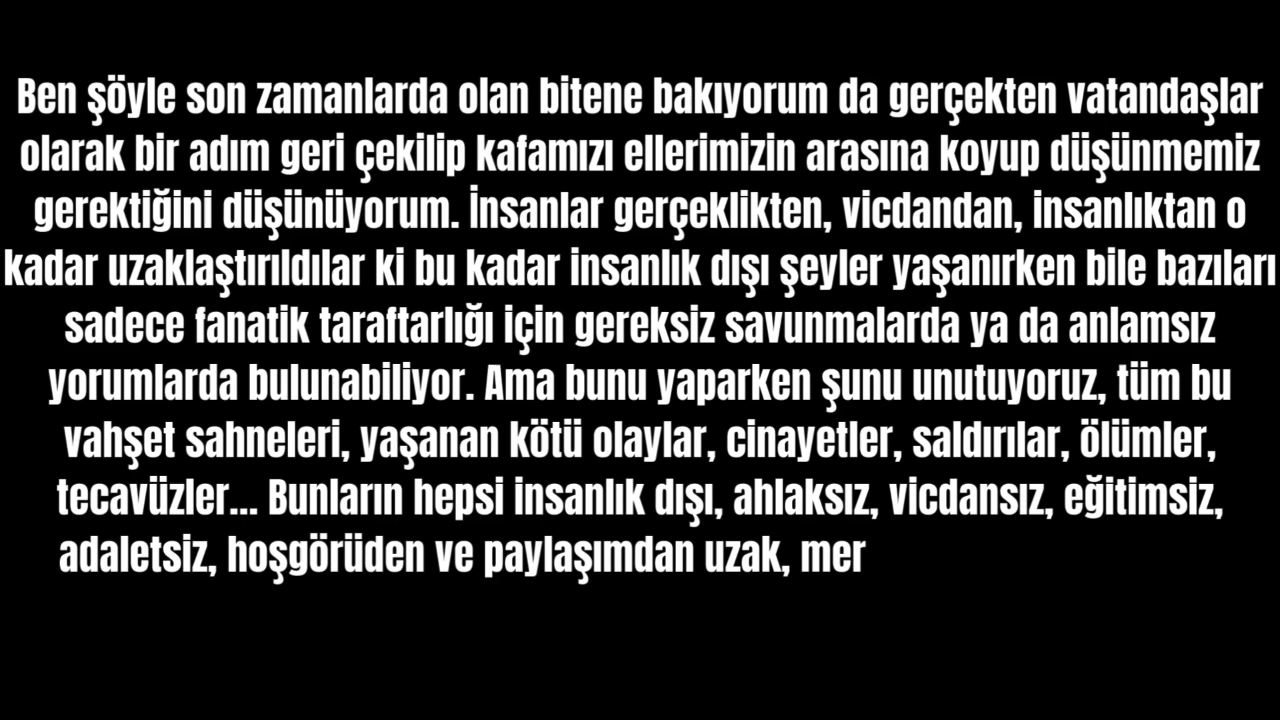 Ben şöyle son zamanlarda olan bitene bakıyorum da gerçekten vatandaşlar
olarak bir adım geri çekilip kafamızı ellerimizin arasına koyup düşünmemiz
gerektiğini düşünüyorum. İnsanlar gerçeklikten, vicdandan, insanlıktan o
kadar uzaklaştırıldılar ki bu kadar insanlık dışı şeyler yaşanırken bile bazıları
sadece fanatik taraftarlığı için gereksiz savunmalarda ya da anlamsız
yorumlarda bulunabiliyor. Ama bunu yaparken şunu unutuyoruz, tüm bu
vahşet sahneleri, yaşanan kötü olaylar, cinayetler, saldırılar, ölümler,
tecavüzler... Bunların hepsi insanlık dışı, ahlaksız, vicdansız, eğitimsiz,
adaletsiz, hoşgörüden ve paylaşımdan uzak, mer